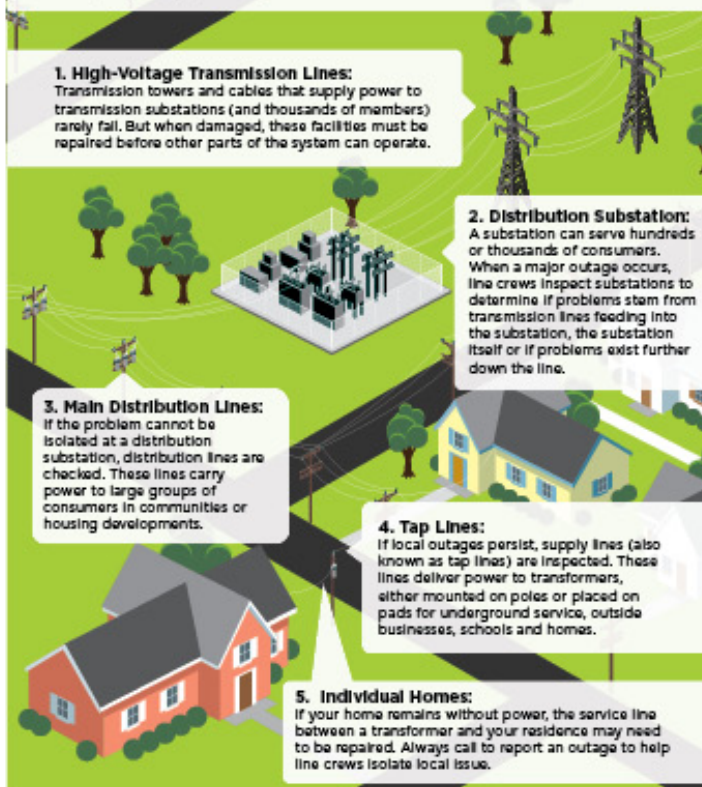 1. High-Voltage Transmission Lines:
Transmission towers and cables that supply power to
transmission substations (and thousands of members)
rarely fail. But when damaged, these facilities must be
repaired before other parts of the system can operate.
2. Distribution Substation:
A substation can serve hundreds
or thousands of consumers.
When a major outage occurs,
line crews inspect substations to
determine if problems stem from
transmission lines feeding into
the substation, the substation
itself or if problems exist further
down the line.
3. Main Distribution Lines:
If the problem cannot be
isolated at a distribution
substation, distribution lines are
checked. These lines carry
power to large groups of
consumers in communities or
housing developments.
4. Tap Lines:
If local outages persist, supply lines (also
known as tap lines) are inspected. These
lines deliver power to transformers,
either mounted on poles or placed on
pads for underground service, outside
businesses, schools and homes.
5. Individual Homes:
If your home remains without power, the service line
between a transformer and your residence may need
to be repaired. Always call to report an outage to help
line crews isolate local issue.